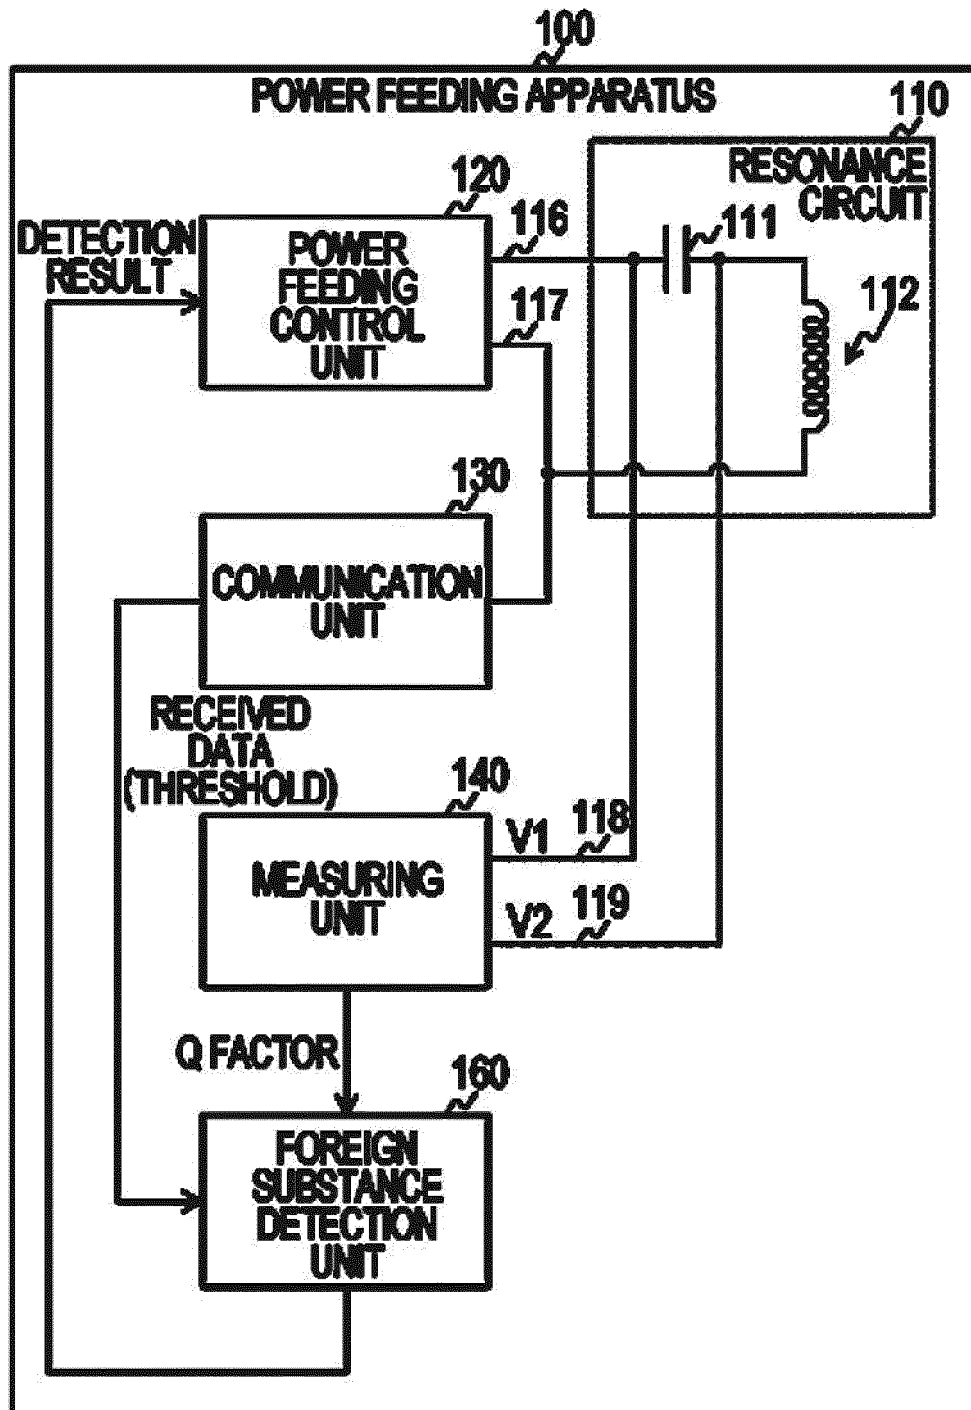 100
POWER FEEDING APPARATUS
110
RESONANCE
CIRCUIT
120
116
111
DETECTION
RESULT
POWER
FEEDING
CONTROL
UNIT
117
112
130
COMMUNICATION
UNIT
RECEIVED
DATA
(THRESHOLD)
140
V1
118
MEASURING
UNIT
V2
119
Q FACTOR
160
FOREIGN
SUBSTANCE
DETECTION
UNIT